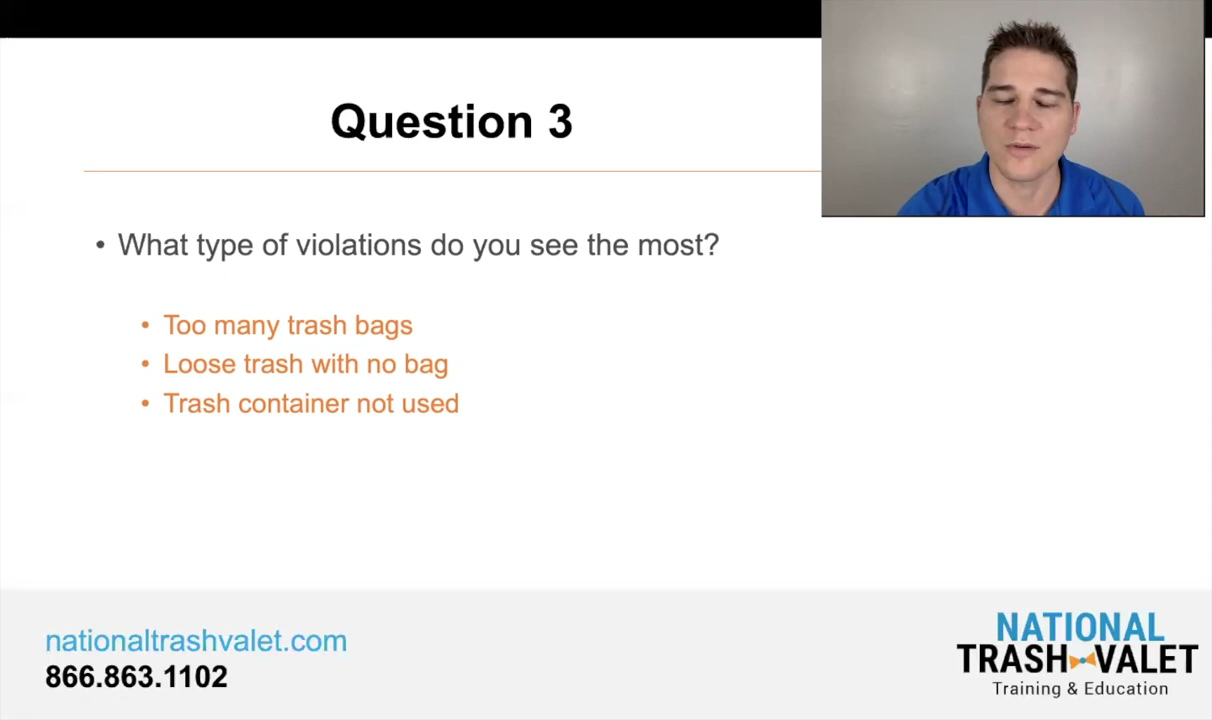 Question 3
• What type of violations do you see the most?
• Too many trash bags
• Loose trash with no bag
• Trash container not used
nationaltrashvalet.com
866.863.1102
NATIONAL
TRASH VALET
Training & Education